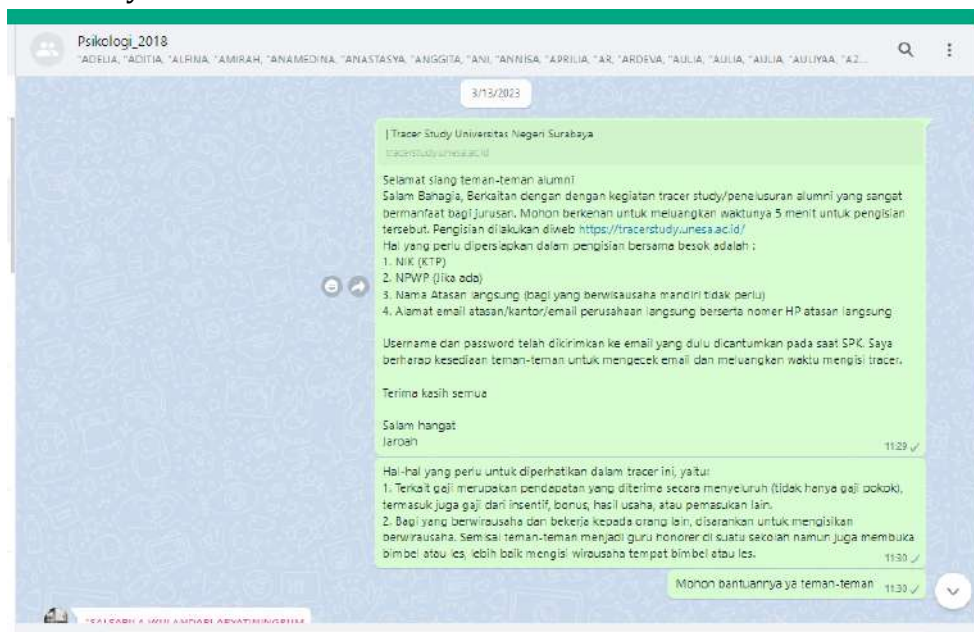 Psikologi_2018
"ADELIA, "ADITIA, "ALFINA, "AMIRAH, "ANAMEDINA, "ANASTASYA, "ANGGITA, "ANI, "ANNISA, "APRILIA, "AR, "ARDEVA, "AULIA, "AULIA, "AULIA, "AULIYAA, "AZ...
3/13/2023
| Tracer Study Universitas Negeri Surabaya
tracerstudy.unesa.ac.id
Selamat siang teman-teman alumni
Salam Bahagia, Berkaitan dengan dengan kegiatan tracer study/penelusuran alumni yang sangat
bermanfaat bagi jurusan. Mohon berkenan untuk meluangkan waktunya 5 menit untuk pengisian
tersebut. Pengisian dilakukan diweb https://tracerstudy.unesa.ac.id/
Hal yang perlu dipersiapkan dalam pengisian bersama besok adalah :
1. NIK (KTP)
2. NPWP (Jika ada)
3. Nama Atasan langsung (bagi yang berwisausaha mandiri tidak perlu)
4. Alamat email atasan/kantor/email perusahaan langsung berserta nomer HP atasan langsung
Username dan password telah dikirimkan ke email yang dulu dicantumkan pada saat SPK. Saya
berharap kesediaan teman-teman untuk mengecek email dan meluangkan waktu mengisi tracer.
Terima kasih semua
Salam hangat
Jaroah
11:29
Hal-hal yang perlu untuk diperhatikan dalam tracer ini, yaitu:
1. Terkait gaji merupakan pendapatan yang diterima secara menyeluruh (tidak hanya gaji pokok),
termasuk juga gaji dari insentif, bonus, hasil usaha, atau pemasukan lain.
2. Bagi yang berwirausaha dan bekerja kepada orang lain, disarankan untuk mengisikan
berwirausaha. Semisal teman-teman menjadi guru honorer di suatu sekolah namun juga membuka
bimbel atau les, lebih baik mengisi wirausaha tempat bimbel atau les.
11:30
Mohon bantuannya ya teman-teman 11:30